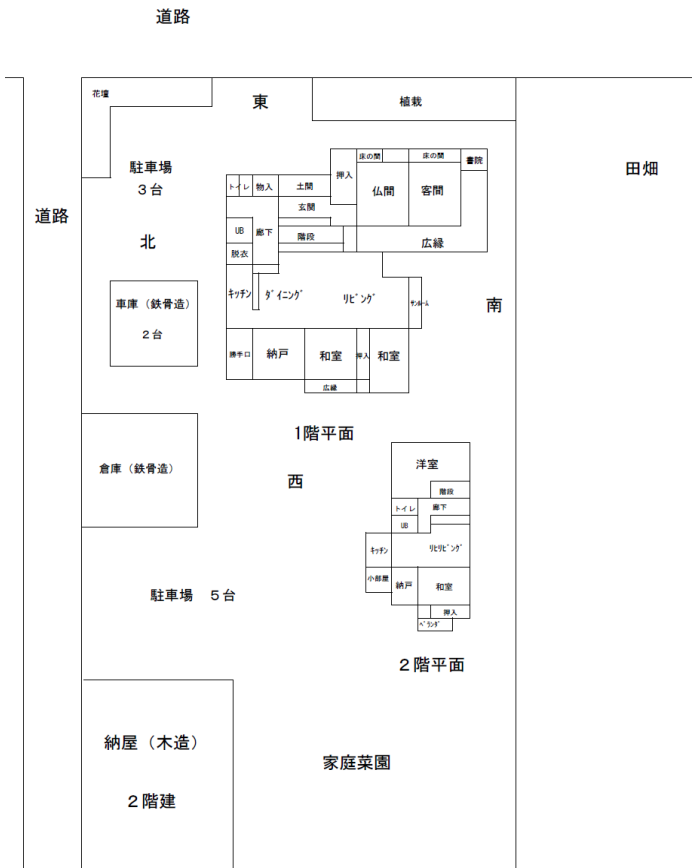 道路
花壇
東
植栽
駐車場
３台
田畑
道路
北
トイレ
物入
土間
押入
床の間
床の間
書院
仏間
客間
玄関
UB
廊下
階段
広縁
脱衣
キッチン
ﾀﾞｲﾆﾝｸﾞ
ﾘﾋﾞﾝｸﾞ
ｻﾝﾙｰﾑ
南
車庫（鉄骨造）
２台
勝手口
納戸
和室
押入
和室
広縁
1階平面
西
倉庫（鉄骨造）
洋室
階段
トイレ
廊下
UB
ｷｯﾁﾝ
ﾘﾋﾘﾋﾞﾝｸﾞ
小部屋
納戸
和室
押入
ﾍﾞﾗﾝﾀﾞ
駐車場　５台
２階平面
納屋（木造）
２階建
家庭菜園